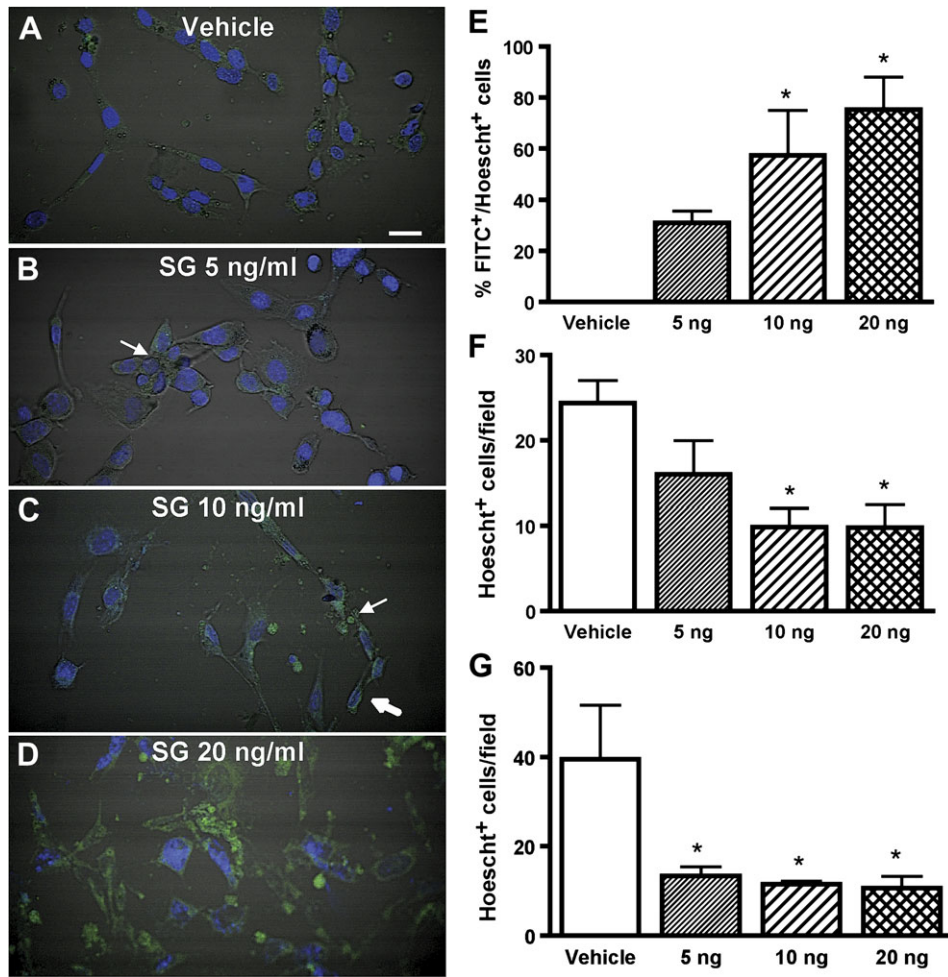 A
Vehicle
B
SG 5 ng/ml
C
SG 10 ng/ml
D
SG 20 ng/ml
E
% FITC⁺/Hoescht⁺ cells
100
80
60
40
20
0
*
*
Vehicle 5 ng 10 ng 20 ng
F
Hoescht⁺ cells/field
30
20
10
0
*
*
Vehicle 5 ng 10 ng 20 ng
G
Hoescht⁺ cells/field
60
40
20
0
*
*
*
Vehicle 5 ng 10 ng 20 ng